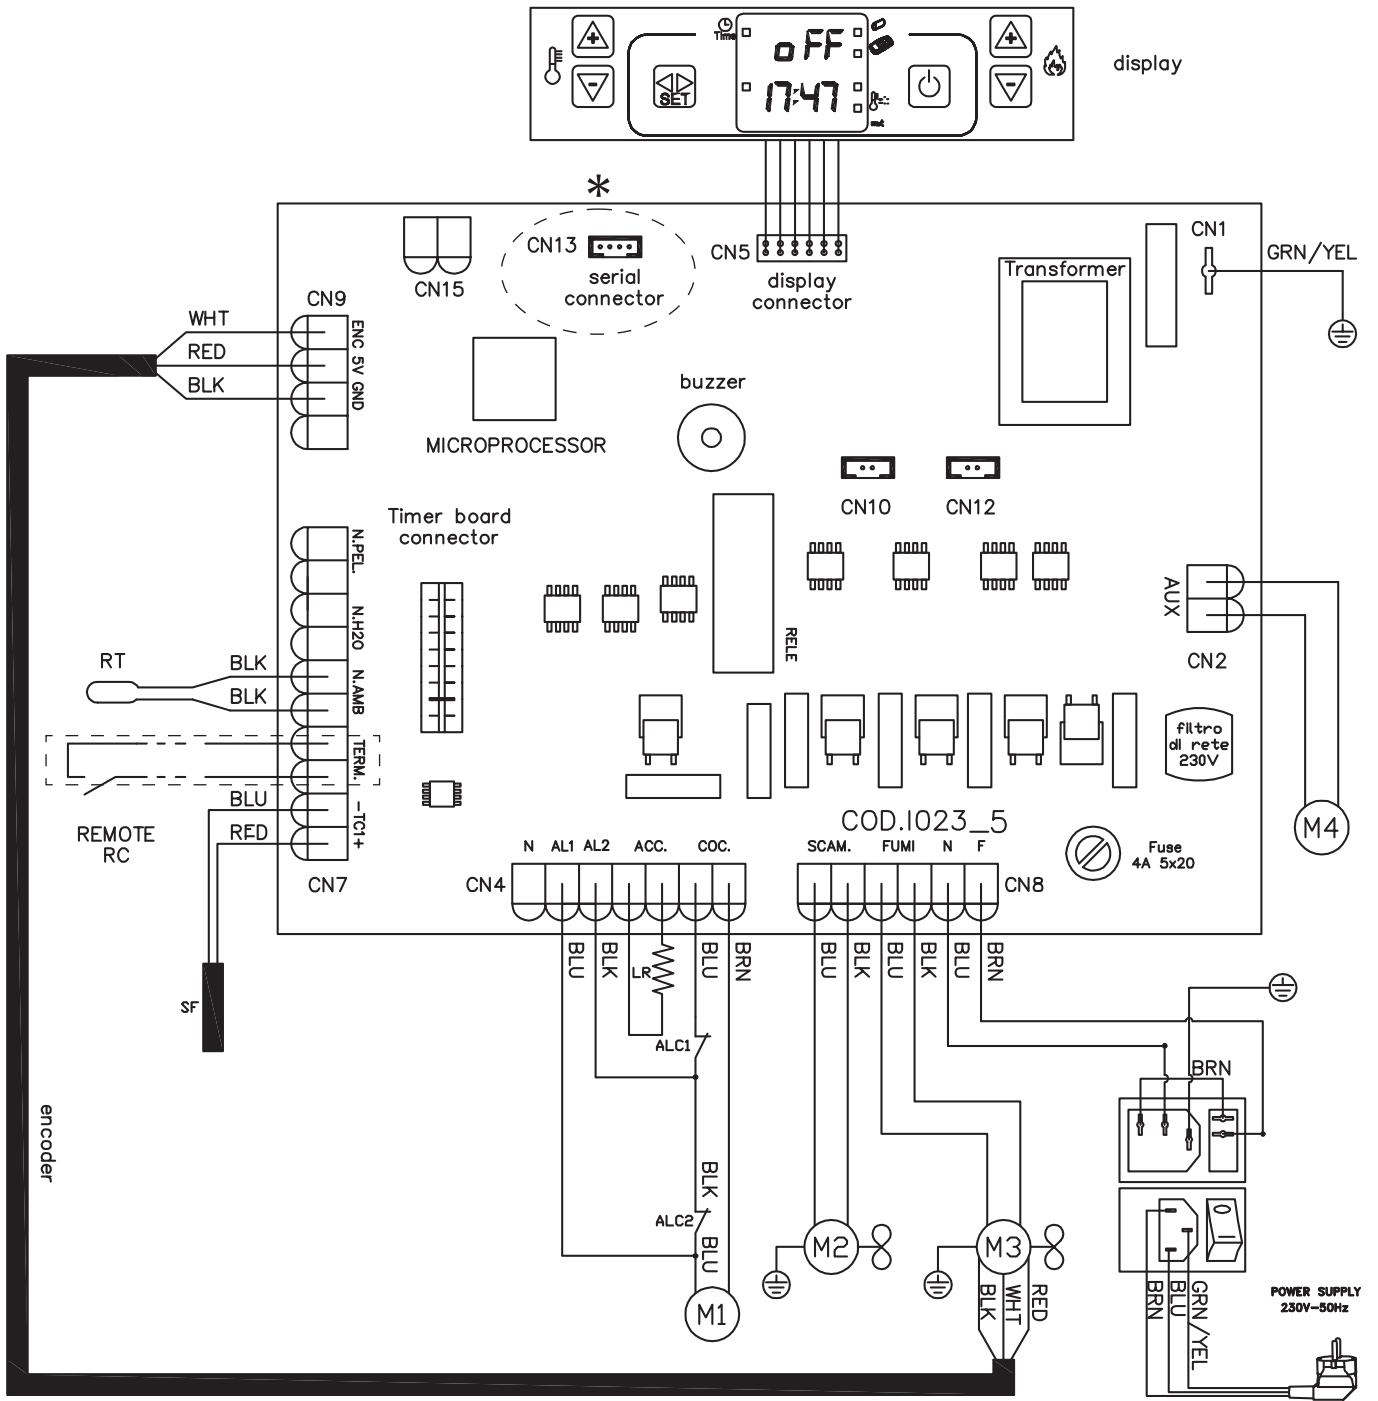 Time
oFF
17:47
SET
set
display
*
CN13
serial
connector
CN15
CN5
display
connector
Transformer
CN1
GRN/YEL
CN9
WHT
RED
BLK
ENC 5V GND
MICROPROCESSOR
buzzer
CN10
CN12
Timer board
connector
N.PEL.
N.H2O
N.AMB
TERM.
-TC1+
RELE
AUX
CN2
RT
BLK
BLK
BLU
RED
REMOTE
RC
CN7
SF
encoder
filtro
di rete
230V
M4
COD.I023_5
Fuse
4A 5x20
N AL1 AL2 ACC. COC.
CN4
SCAM. FUMI N F
CN8
BLU
BLK
LR
BLU
BRN
BLU
BLK
BLU
BLK
BLU
BRN
ALC1
BLK
ALC2
BLU
M1
M2
M3
BLK
WHT
RED
BRN
BRN
BLU
GRN/YEL
POWER SUPPLY
230V-50Hz